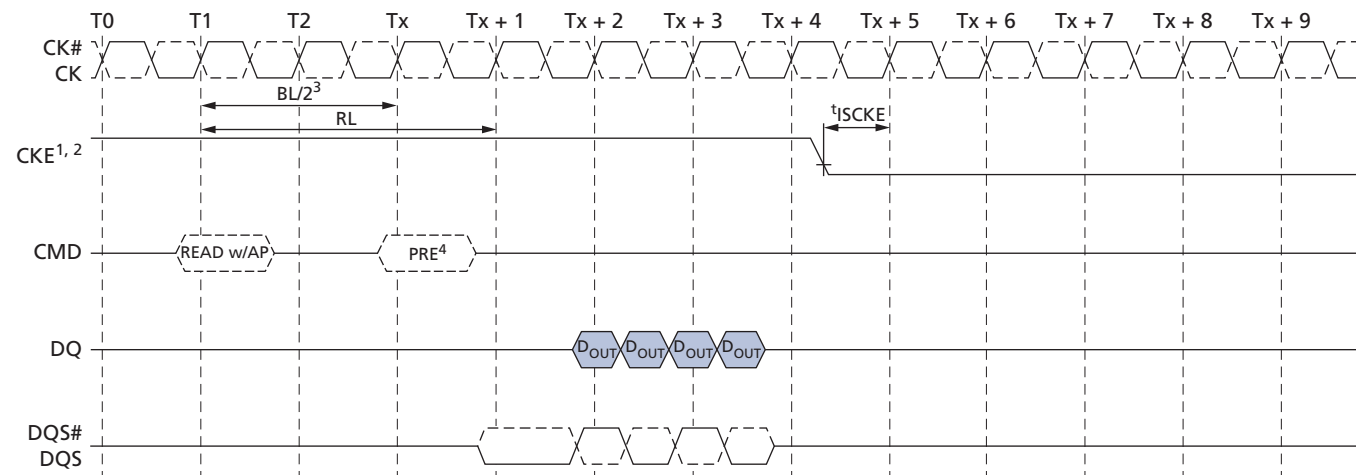 T0 T1 T2 Tx Tx + 1 Tx + 2 Tx + 3 Tx + 4 Tx + 5 Tx + 6 Tx + 7 Tx + 8 Tx + 9
CK#
CK
BL/2³
RL
tISCKE
CKE1, 2
CMD
READ w/AP
PRE⁴
DQ
DOUT DOUT DOUT DOUT
DQS#
DQS